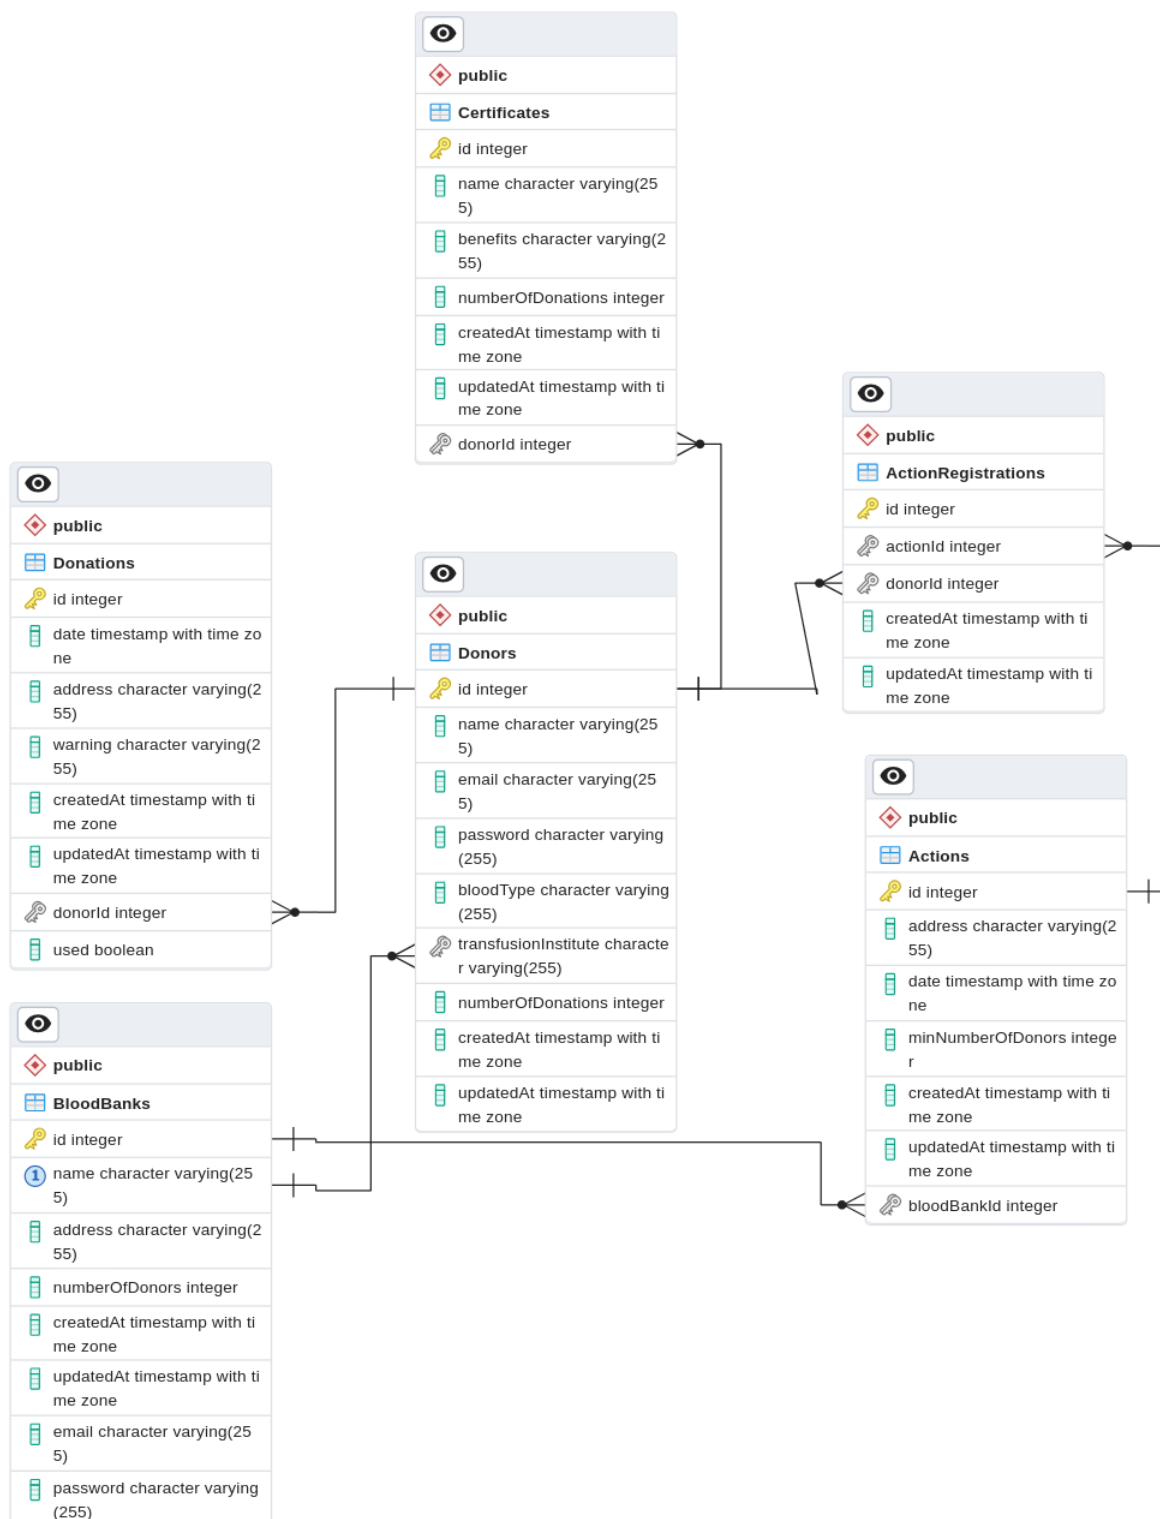 public
Certificates
id integer
name character varying(25
5)
benefits character varying(2
55)
numberOfDonations integer
createdAt timestamp with ti
me zone
updatedAt timestamp with ti
me zone
donorId integer
public
Donations
id integer
date timestamp with time zo
ne
address character varying(2
55)
warning character varying(2
55)
createdAt timestamp with ti
me zone
updatedAt timestamp with ti
me zone
donorId integer
used boolean
public
Donors
id integer
name character varying(25
5)
email character varying(25
5)
password character varying
(255)
bloodType character varying
(255)
transfusionInstitute characte
r varying(255)
numberOfDonations integer
createdAt timestamp with ti
me zone
updatedAt timestamp with ti
me zone
public
ActionRegistrations
id integer
actionId integer
donorId integer
createdAt timestamp with ti
me zone
updatedAt timestamp with ti
me zone
public
Actions
id integer
address character varying(2
55)
date timestamp with time zo
ne
minNumberOfDonors intege
r
createdAt timestamp with ti
me zone
updatedAt timestamp with ti
me zone
bloodBankId integer
public
BloodBanks
id integer
1 name character varying(25
5)
address character varying(2
55)
numberOfDonors integer
createdAt timestamp with ti
me zone
updatedAt timestamp with ti
me zone
email character varying(25
5)
password character varying
(255)